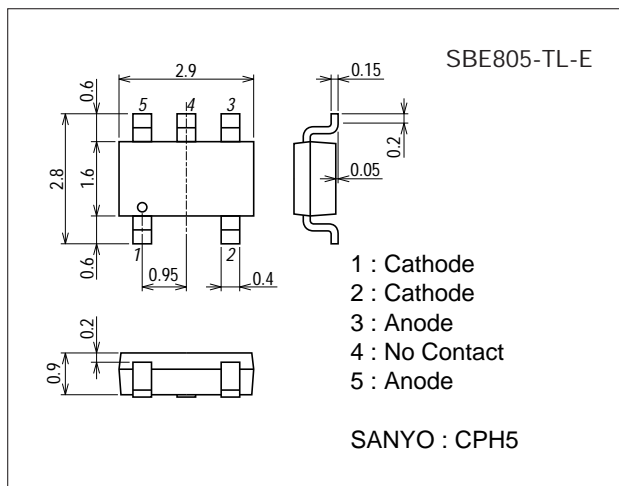 SBE805-TL-E
2.9
0.15
0.6
5
4
3
0.2
2.8
1.6
0.05
0.6
1
2
0.95
0.4
0.2
0.9
1 : Cathode
2 : Cathode
3 : Anode
4 : No Contact
5 : Anode
SANYO : CPH5